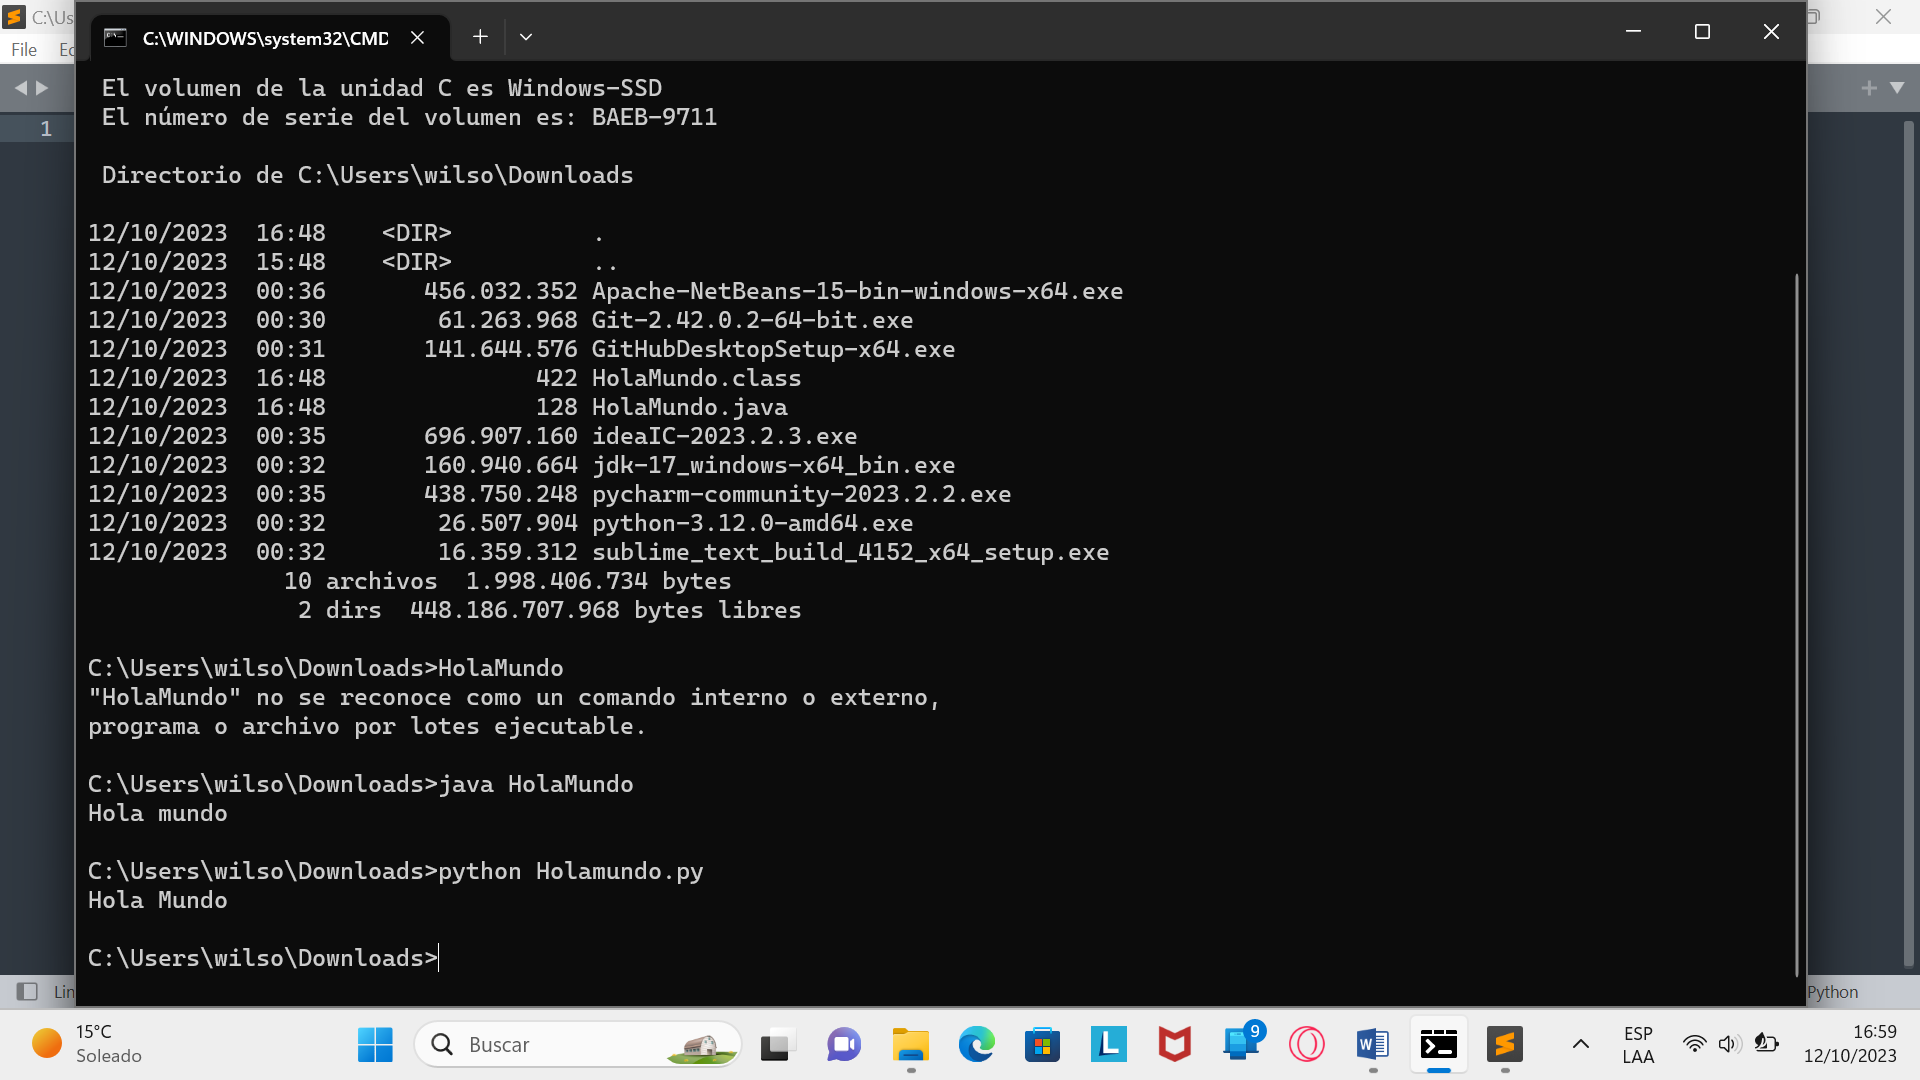 C:\Us
File Ed
C:\WINDOWS\system32\CMD
1
El volumen de la unidad C es Windows-SSD
El número de serie del volumen es: BAEB-9711
Directorio de C:\Users\wilso\Downloads
12/10/2023  16:48    <DIR>          .
12/10/2023  15:48    <DIR>          ..
12/10/2023  00:36       456.032.352 Apache-NetBeans-15-bin-windows-x64.exe
12/10/2023  00:30        61.263.968 Git-2.42.0.2-64-bit.exe
12/10/2023  00:31       141.644.576 GitHubDesktopSetup-x64.exe
12/10/2023  16:48               422 HolaMundo.class
12/10/2023  16:48               128 HolaMundo.java
12/10/2023  00:35       696.907.160 ideaIC-2023.2.3.exe
12/10/2023  00:32       160.940.664 jdk-17_windows-x64_bin.exe
12/10/2023  00:35       438.750.248 pycharm-community-2023.2.2.exe
12/10/2023  00:32        26.507.904 python-3.12.0-amd64.exe
12/10/2023  00:32        16.359.312 sublime_text_build_4152_x64_setup.exe
10 archivos  1.998.406.734 bytes
2 dirs  448.186.707.968 bytes libres
C:\Users\wilso\Downloads>HolaMundo
"HolaMundo" no se reconoce como un comando interno o externo,
programa o archivo por lotes ejecutable.
C:\Users\wilso\Downloads>java HolaMundo
Hola mundo
C:\Users\wilso\Downloads>python Holamundo.py
Hola Mundo
C:\Users\wilso\Downloads>
Lin
Python
15°C
Soleado
Buscar
9
ESP
LAA
16:59
12/10/2023